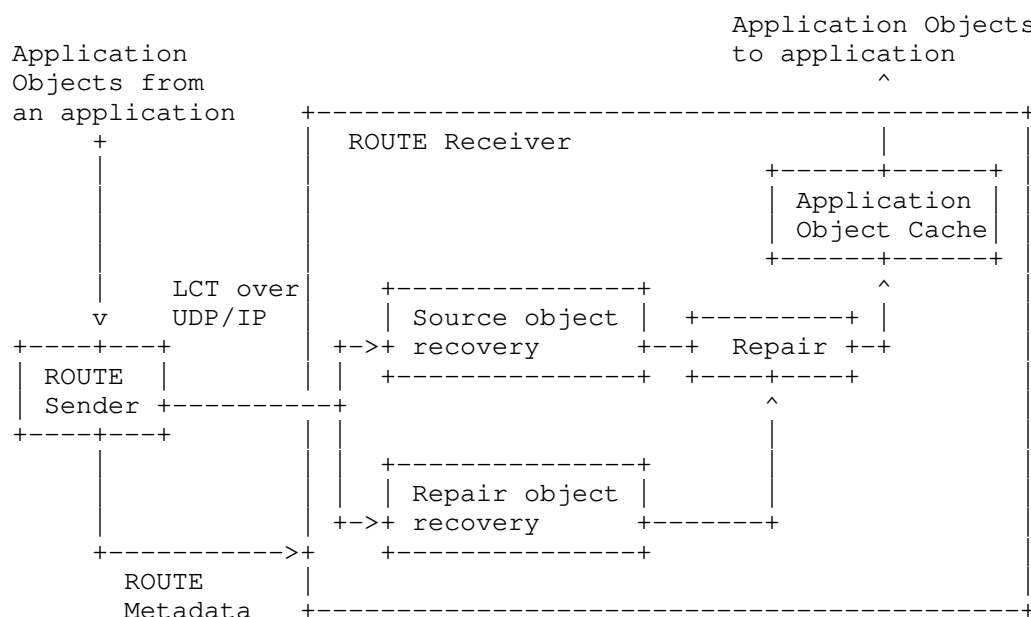 Application Objects
to application
Application
Objects from
an application
ROUTE Receiver
Application
Object Cache
LCT over
UDP/IP
Source object
recovery
Repair
ROUTE
Sender
Repair object
recovery
ROUTE
Metadata